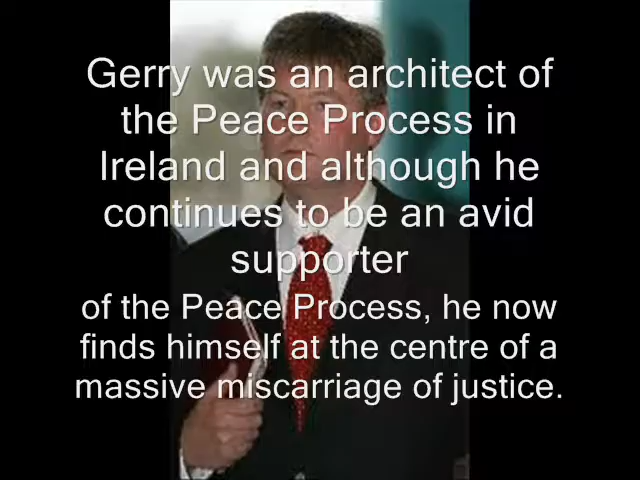 Gerry was an architect of
the Peace Process in
Ireland and although he
continues to be an avid
supporter
of the Peace Process, he now
finds himself at the centre of a
massive miscarriage of justice.